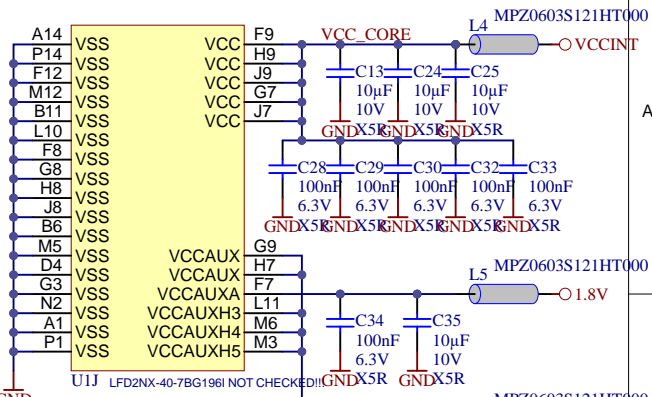 MPZ0603S121HT000
L4
A14 VSS VCC F9 VCC_CORE VCCINT
P14 VSS VCC H9
F12 VSS VCC J9 C13 C24 C25
M12 VSS VCC G7 10µF 10µF 10µF
B11 VSS VCC J7 10V 10V 10V
L10 VSS GND X5R GND X5R GND X5R
A
F8 VSS
G8 VSS C28 C29 C30 C32 C33
H8 VSS 100nF 100nF 100nF 100nF 100nF
J8 VSS 6.3V 6.3V 6.3V 6.3V 6.3V
B6 VSS GND X5R GND X5R GND X5R GND X5R GND X5R
M5 VSS VCCAUX G9
D4 VSS VCCAUX H7 L5 MPZ0603S121HT000
G3 VSS VCCAUXA F7 1.8V
N2 VSS VCCAUXH3 L11 C34 C35
A1 VSS VCCAUXH4 M6 100nF 10µF
P1 VSS VCCAUXH5 M3 6.3V 10V
GND X5R GND X5R
U1J LFD2NX-40-7BG196I NOT CHECKED!!!
GND
MPZ0603S121HT000